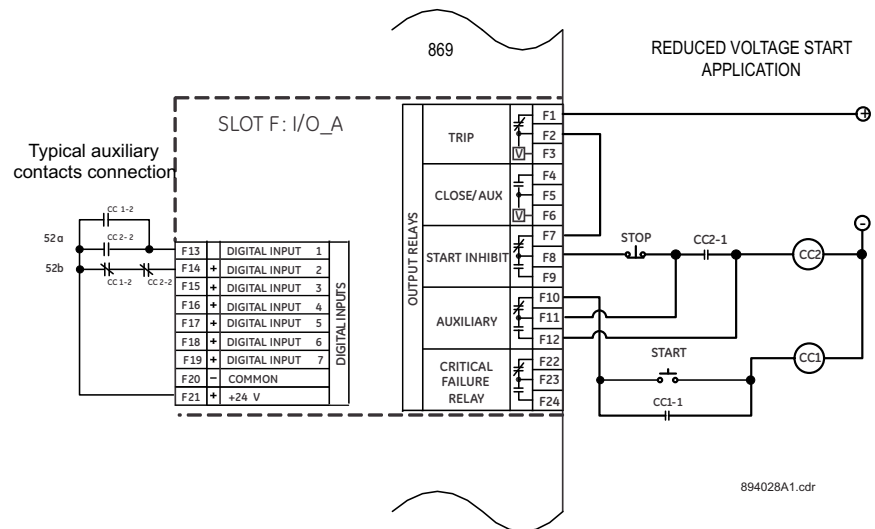 869
REDUCED VOLTAGE START
APPLICATION
SLOT F: I/O_A
Typical auxiliary
contacts connection
CC 1-2
52a
CC 2-2
52b
CC 1-2
CC 2-2
F13 DIGITAL INPUT 1
F14 + DIGITAL INPUT 2
F15 + DIGITAL INPUT 3
F16 + DIGITAL INPUT 4
F17 + DIGITAL INPUT 5
F18 + DIGITAL INPUT 6
F19 + DIGITAL INPUT 7
F20 − COMMON
F21 + +24 V
DIGITAL INPUTS
OUTPUT RELAYS
TRIP
V
F1
F2
F3
CLOSE/AUX
V
F4
F5
F6
START INHIBIT
F7
F8
F9
AUXILIARY
F10
F11
F12
CRITICAL
FAILURE
RELAY
F22
F23
F24
+
−
STOP
CC2-1
CC2
START
CC1
CC1-1
894028A1.cdr